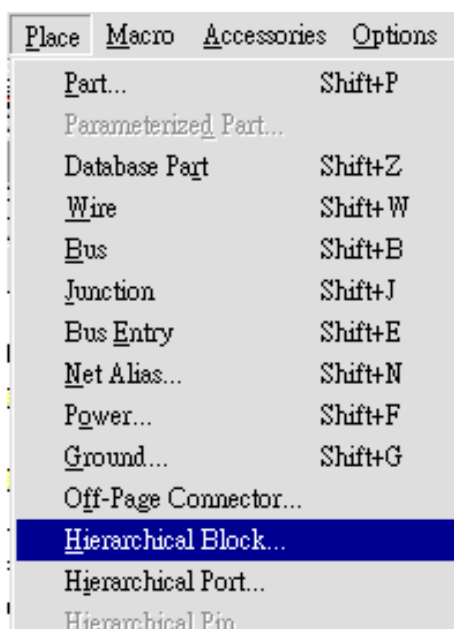 Place Macro Accessories Options
Part... Shift+P
Parameterized Part...
Database Part Shift+Z
Wire Shift+W
Bus Shift+B
Junction Shift+J
Bus Entry Shift+E
Net Alias... Shift+N
Power... Shift+F
Ground... Shift+G
Off-Page Connector...
Hierarchical Block...
Hierarchical Port...
Hierarchical Pin